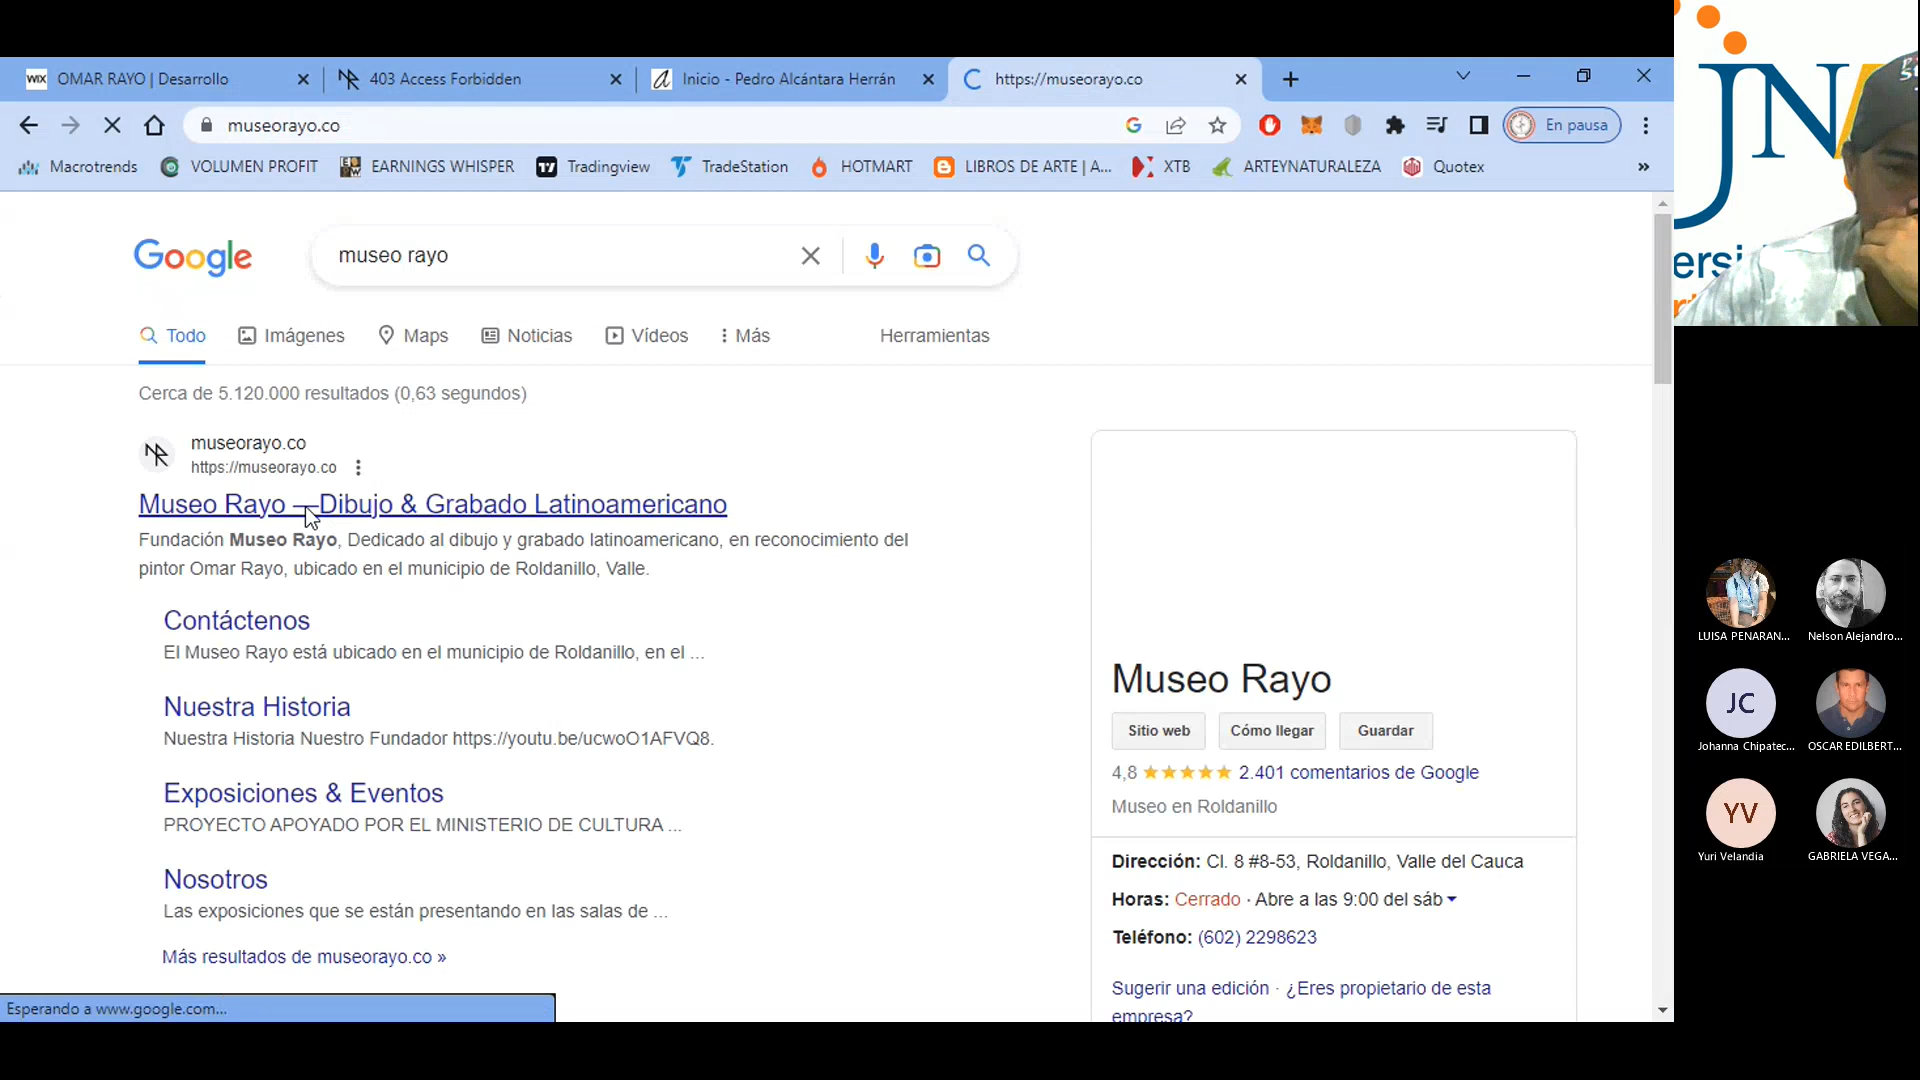 WIX OMAR RAYO | Desarrollo
403 Access Forbidden
Inicio - Pedro Alcántara Herrán
https://museorayo.co
museorayo.co
En pausa
Macrotrends
VOLUMEN PROFIT
EARNINGS WHISPER
Tradingview
TradeStation
HOTMART
LIBROS DE ARTE | A...
XTB
ARTEYNATURALEZA
Quotex
Google
museo rayo
Todo
Imágenes
Maps
Noticias
Vídeos
Más
Herramientas
Cerca de 5.120.000 resultados (0,63 segundos)
museorayo.co
https://museorayo.co
Museo Rayo — Dibujo & Grabado Latinoamericano
Fundación Museo Rayo, Dedicado al dibujo y grabado latinoamericano, en reconocimiento del
pintor Omar Rayo, ubicado en el municipio de Roldanillo, Valle.
Contáctenos
El Museo Rayo está ubicado en el municipio de Roldanillo, en el ...
Nuestra Historia
Nuestra Historia Nuestro Fundador https://youtu.be/ucwoO1AFVQ8.
Exposiciones & Eventos
PROYECTO APOYADO POR EL MINISTERIO DE CULTURA ...
Nosotros
Las exposiciones que se están presentando en las salas de ...
Más resultados de museorayo.co »
Esperando a www.google.com...
Museo Rayo
Sitio web
Cómo llegar
Guardar
4,8 2.401 comentarios de Google
Museo en Roldanillo
Dirección: Cl. 8 #8-53, Roldanillo, Valle del Cauca
Horas: Cerrado · Abre a las 9:00 del sáb
Teléfono: (602) 2298623
Sugerir una edición · ¿Eres propietario de esta
empresa?
JN
ersi
LUISA PENARAN...
Nelson Alejandro...
JC
Johanna Chipatec...
OSCAR EDILBERT...
YV
Yuri Velandia
GABRIELA VEGA...